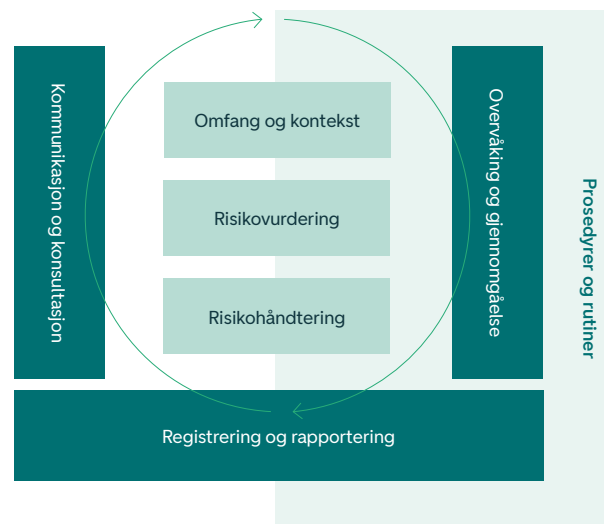 Kommunikasjon og konsultasjon
Omfang og kontekst
Risikovurdering
Risikohåndtering
Overvåking og gjennomgåelse
Prosedyrer og rutiner
Registrering og rapportering